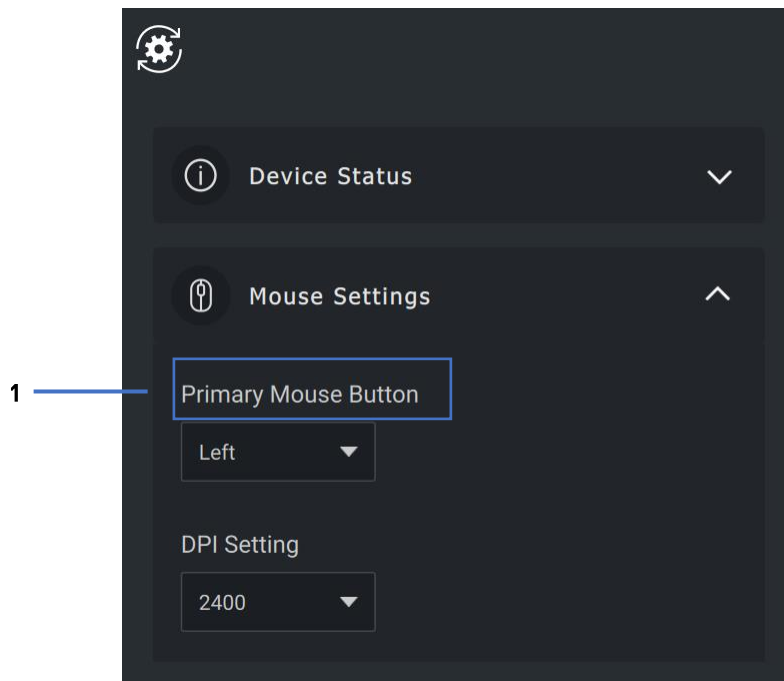 Device Status
Mouse Settings
1
Primary Mouse Button
Left
DPI Setting
2400